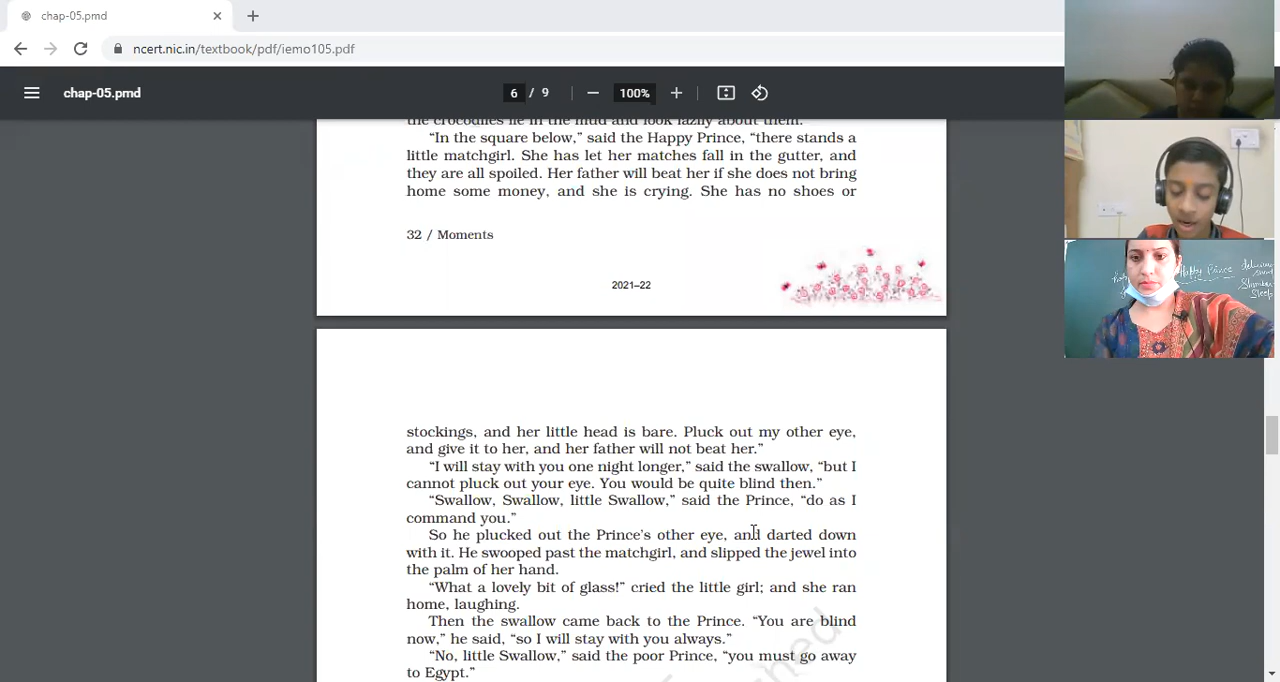 chap-05.pmd
ncert.nic.in/textbook/pdf/iemo105.pdf
chap-05.pmd
6 / 9
100%
the crocodiles lie in the mud and look lazily about them.
“In the square below,” said the Happy Prince, “there stands a
little matchgirl. She has let her matches fall in the gutter, and
they are all spoiled. Her father will beat her if she does not bring
home some money, and she is crying. She has no shoes or
32 / Moments
2021–22
stockings, and her little head is bare. Pluck out my other eye,
and give it to her, and her father will not beat her.”
“I will stay with you one night longer,” said the swallow, “but I
cannot pluck out your eye. You would be quite blind then.”
“Swallow, Swallow, little Swallow,” said the Prince, “do as I
command you.”
So he plucked out the Prince’s other eye, and darted down
with it. He swooped past the matchgirl, and slipped the jewel into
the palm of her hand.
“What a lovely bit of glass!” cried the little girl; and she ran
home, laughing.
Then the swallow came back to the Prince. “You are blind
now,” he said, “so I will stay with you always.”
“No, little Swallow,” said the poor Prince, “you must go away
to Egypt.”
Happy Prince
Sleep